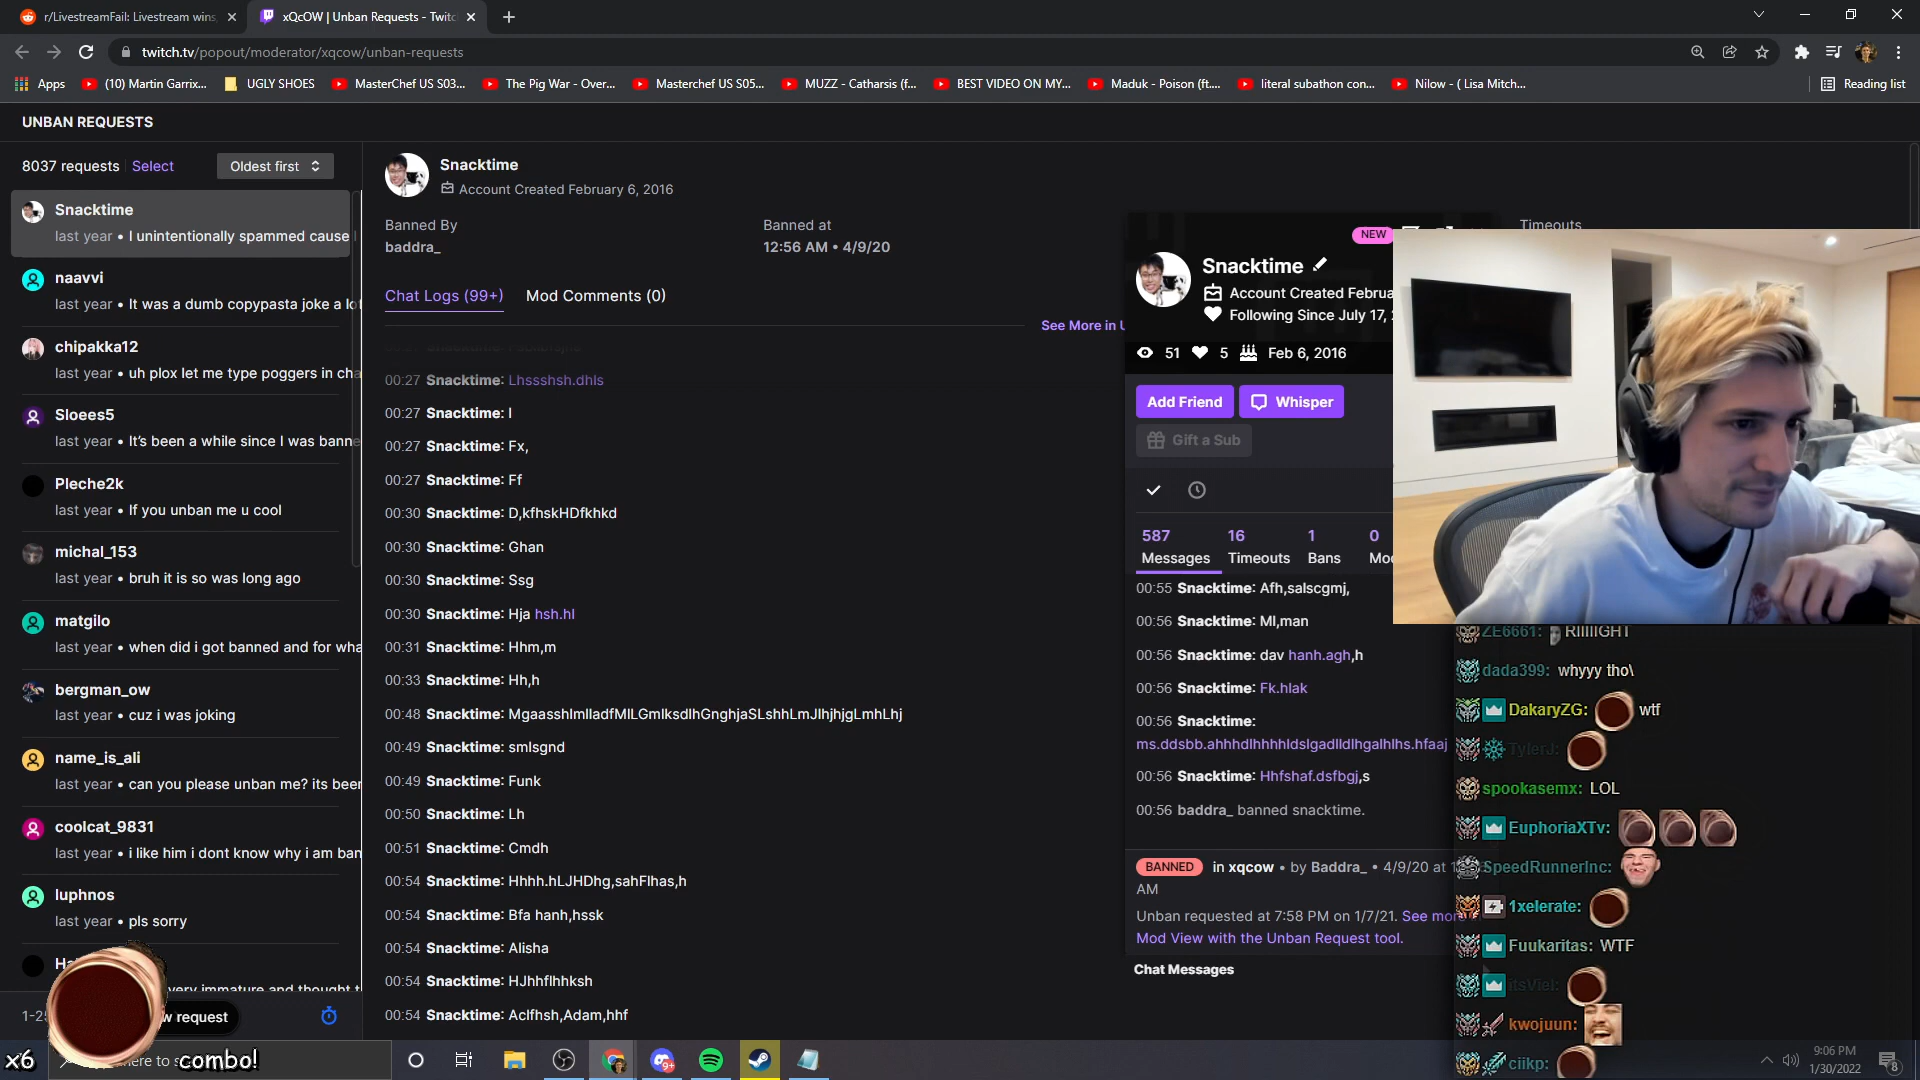 r/LivestreamFail: Livestream wins,
xQcOW | Unban Requests - Twitc
twitch.tv/popout/moderator/xqcow/unban-requests
Apps
(10) Martin Garrix...
UGLY SHOES
MasterChef US S03...
The Pig War - Over...
Masterchef US S05...
MUZZ - Catharsis (f...
BEST VIDEO ON MY...
Maduk - Poison (ft....
literal subathon con...
Nilow - ( Lisa Mitch...
Reading list
UNBAN REQUESTS
8037 requests
Select
Oldest first
Snacktime
last year • I unintentionally spammed cause I
naavvi
last year • It was a dumb copypasta joke a lo
chipakka12
last year • uh plox let me type poggers in cha
Sloees5
last year • It's been a while since I was banne
Pleche2k
last year • If you unban me u cool
michal_153
last year • bruh it is so was long ago
matgilo
last year • when did i got banned and for wha
bergman_ow
last year • cuz i was joking
name_is_ali
last year • can you please unban me? its beer
coolcat_9831
last year • i like him i dont know why i am ban
luphnos
last year • pls sorry
Ha
very immature and thought t
1-25
w request
x6
combo!
here to s
Snacktime
Account Created February 6, 2016
Banned By
baddra_
Banned at
12:56 AM • 4/9/20
Timeouts
Chat Logs (99+)
Mod Comments (0)
See More in U
00:27 Snacktime: Lhssshsh.dhls
00:27 Snacktime: I
00:27 Snacktime: Fx,
00:27 Snacktime: Ff
00:30 Snacktime: D,kfhskHDfkhkd
00:30 Snacktime: Ghan
00:30 Snacktime: Ssg
00:30 Snacktime: Hja hsh.hl
00:31 Snacktime: Hhm,m
00:33 Snacktime: Hh,h
00:48 Snacktime: MgaasshlmlladfMlLGmlksdlhGnghjaSLshhLmJlhjhjgLmhLhj
00:49 Snacktime: smlsgnd
00:49 Snacktime: Funk
00:50 Snacktime: Lh
00:51 Snacktime: Cmdh
00:54 Snacktime: Hhhh.hLJHDhg,sahFlhas,h
00:54 Snacktime: Bfa hanh,hssk
00:54 Snacktime: Alisha
00:54 Snacktime: HJhhflhhksh
00:54 Snacktime: Aclfhsh,Adam,hhf
NEW
Snacktime
Account Created Februa
Following Since July 17,
51
5
Feb 6, 2016
Add Friend
Whisper
Gift a Sub
587
16
1
0
Messages
Timeouts
Bans
Mod
00:55 Snacktime: Afh,salscgmj,
00:56 Snacktime: Ml,man
00:56 Snacktime: dav hanh.agh,h
00:56 Snacktime: Fk.hlak
00:56 Snacktime:
ms.ddsbb.ahhhdlhhhhldslgadlldlhgalhlhs.hfaaj
00:56 Snacktime: Hhfshaf.dsfbgj,s
00:56 baddra_ banned snacktime.
BANNED in xqcow • by Baddra_ • 4/9/20 at
AM
Unban requested at 7:58 PM on 1/7/21. See more
Mod View with the Unban Request tool.
Chat Messages
ZE6661: RIIIIIGHT
dada399: whyyy tho\
DakaryZG: wtf
TylerJ:
spookasemx: LOL
EuphoriaXTv:
SpeedRunnerInc:
1xelerate:
Fuukaritas: WTF
itsViel:
kwojuun:
ciikp:
9:06 PM
1/30/2022
8
9+